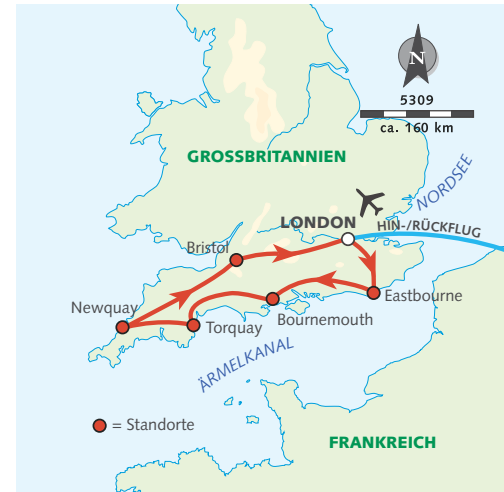 N
5309
ca. 160 km
GROSSBRITANNIEN
NORDSEE
LONDON
HIN-/RÜCKFLUG
Bristol
Eastbourne
Newquay
Bournemouth
Torquay
ÄRMELKANAL
= Standorte
FRANKREICH